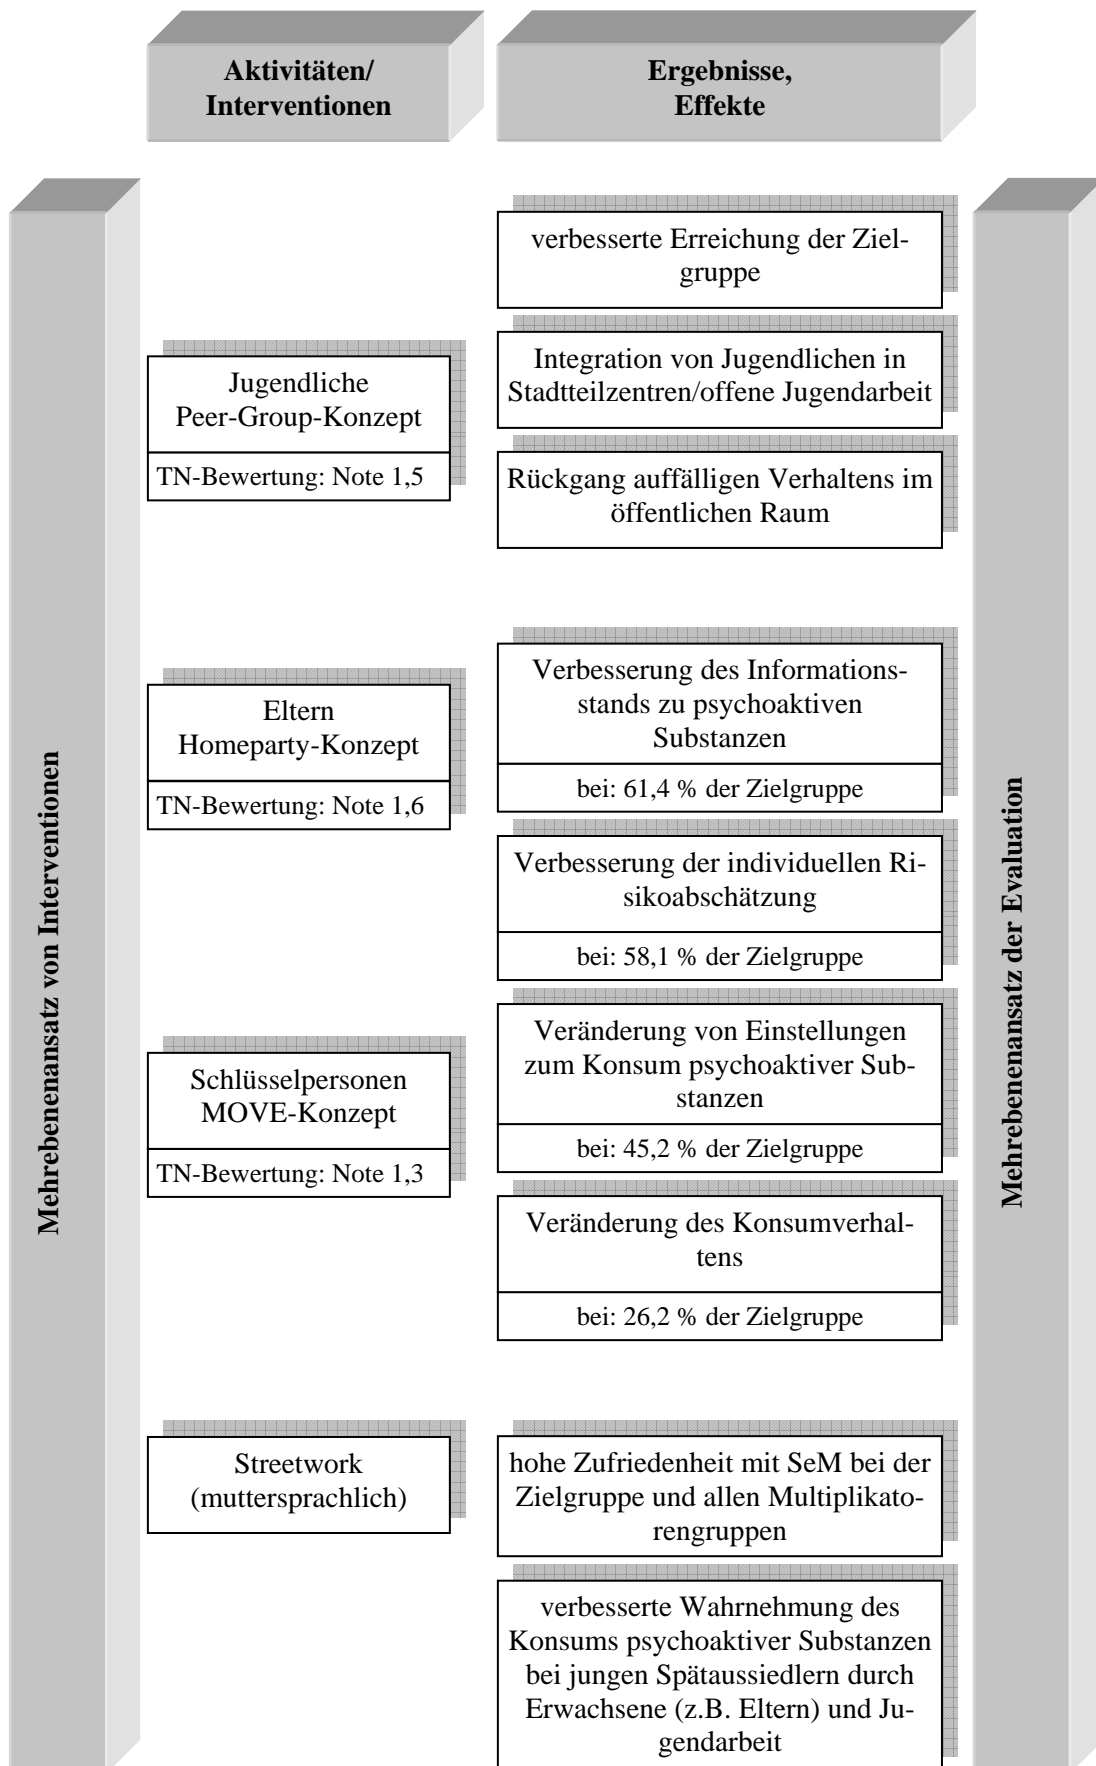 Aktivitäten/
Interventionen
Ergebnisse,
Effekte
Mehrebenenansatz von Interventionen
Jugendliche
Peer-Group-Konzept
TN-Bewertung: Note 1,5
Eltern
Homeparty-Konzept
TN-Bewertung: Note 1,6
Schlüsselpersonen
MOVE-Konzept
TN-Bewertung: Note 1,3
Streetwork
(muttersprachlich)
verbesserte Erreichung der Ziel-
gruppe
Integration von Jugendlichen in
Stadtteilzentren/offene Jugendarbeit
Rückgang auffälligen Verhaltens im
öffentlichen Raum
Verbesserung des Informations-
stands zu psychoaktiven
Substanzen
bei: 61,4 % der Zielgruppe
Verbesserung der individuellen Ri-
sikoabschätzung
bei: 58,1 % der Zielgruppe
Veränderung von Einstellungen
zum Konsum psychoaktiver Sub-
stanzen
bei: 45,2 % der Zielgruppe
Veränderung des Konsumverhal-
tens
bei: 26,2 % der Zielgruppe
hohe Zufriedenheit mit SeM bei der
Zielgruppe und allen Multiplikato-
rengruppen
verbesserte Wahrnehmung des
Konsums psychoaktiver Substanzen
bei jungen Spätaussiedlern durch
Erwachsene (z.B. Eltern) und Ju-
gendarbeit
Mehrebenenansatz der Evaluation